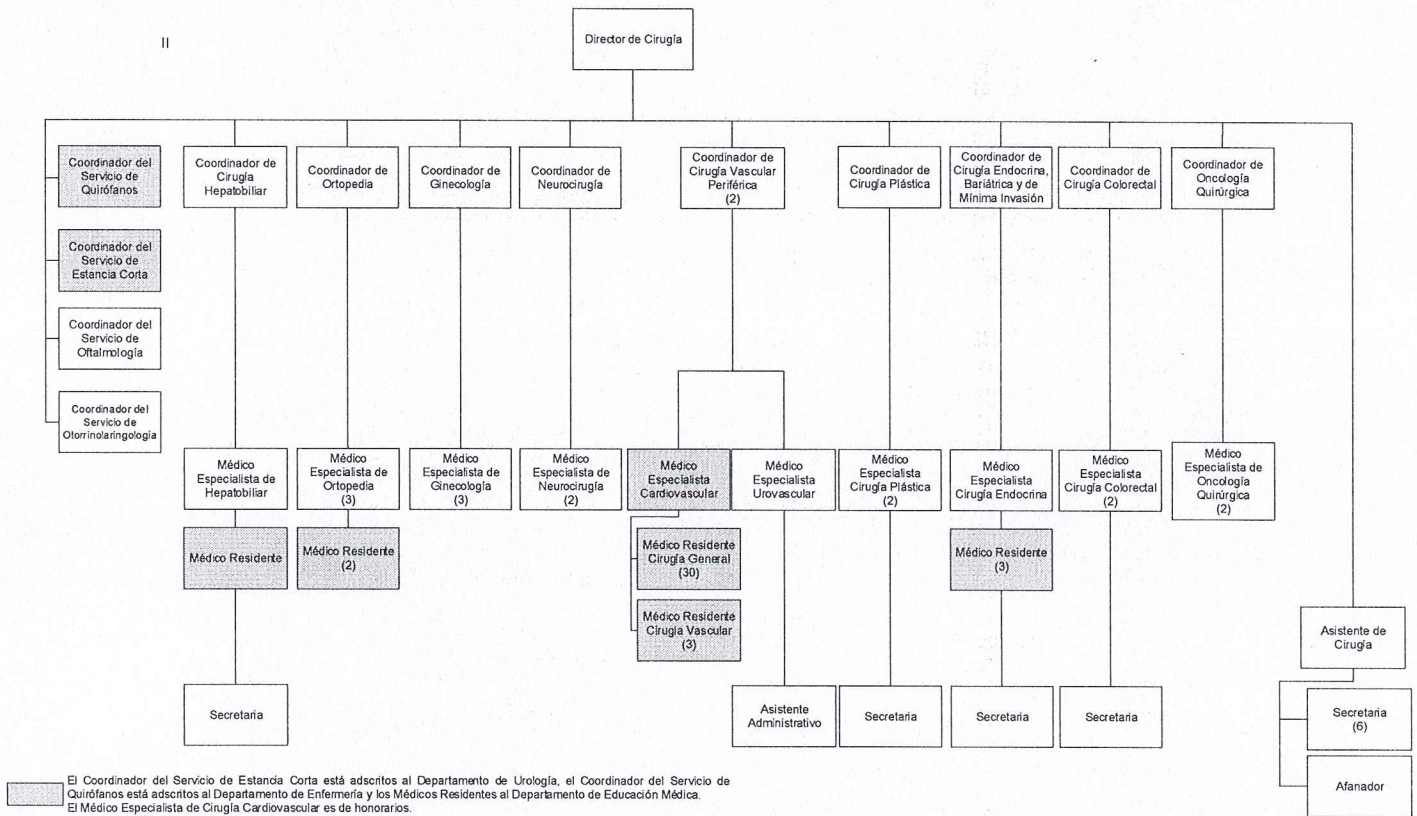 II
Director de Cirugía
Coordinador del
Servicio de
Quirófanos
Coordinador de
Cirugía
Hepatobiliar
Coordinador de
Ortopedia
Coordinador de
Ginecología
Coordinador de
Neurocirugía
Coordinador de
Cirugía Vascular
Periférica
(2)
Coordinador de
Cirugía Plástica
Coordinador de
Cirugía Endocrina,
Bariátrica y de
Mínima Invasión
Coordinador de
Cirugía Colorectal
Coordinador de
Oncología
Quirúrgica
Coordinador del
Servicio de
Estancia Corta
Coordinador del
Servicio de
Oftalmología
Coordinador del
Servicio de
Otorrinolaringología
Médico
Especialista de
Hepatobiliar
Médico
Especialista de
Ortopedia
(3)
Médico
Especialista de
Ginecología
(3)
Médico
Especialista de
Neurocirugía
(2)
Médico
Especialista
Cardiovascular
Médico
Especialista
Urovascular
Médico
Especialista
Cirugía Plástica
(2)
Médico
Especialista
Cirugía Endocrina
Médico
Especialista
Cirugía Colorectal
(2)
Médico
Especialista de
Oncología
Quirúrgica
(2)
Médico Residente
Médico Residente
(2)
Médico Residente
Cirugía General
(30)
Médico Residente
(3)
Médico Residente
Cirugía Vascular
(3)
Asistente de
Cirugía
Secretaria
Asistente
Administrativo
Secretaria
Secretaria
Secretaria
Secretaria
(6)
Afanador
El Coordinador del Servicio de Estancia Corta está adscritos al Departamento de Urología, el Coordinador del Servicio de
Quirófanos está adscritos al Departamento de Enfermería y los Médicos Residentes al Departamento de Educación Médica.
El Médico Especialista de Cirugía Cardiovascular es de honorarios.